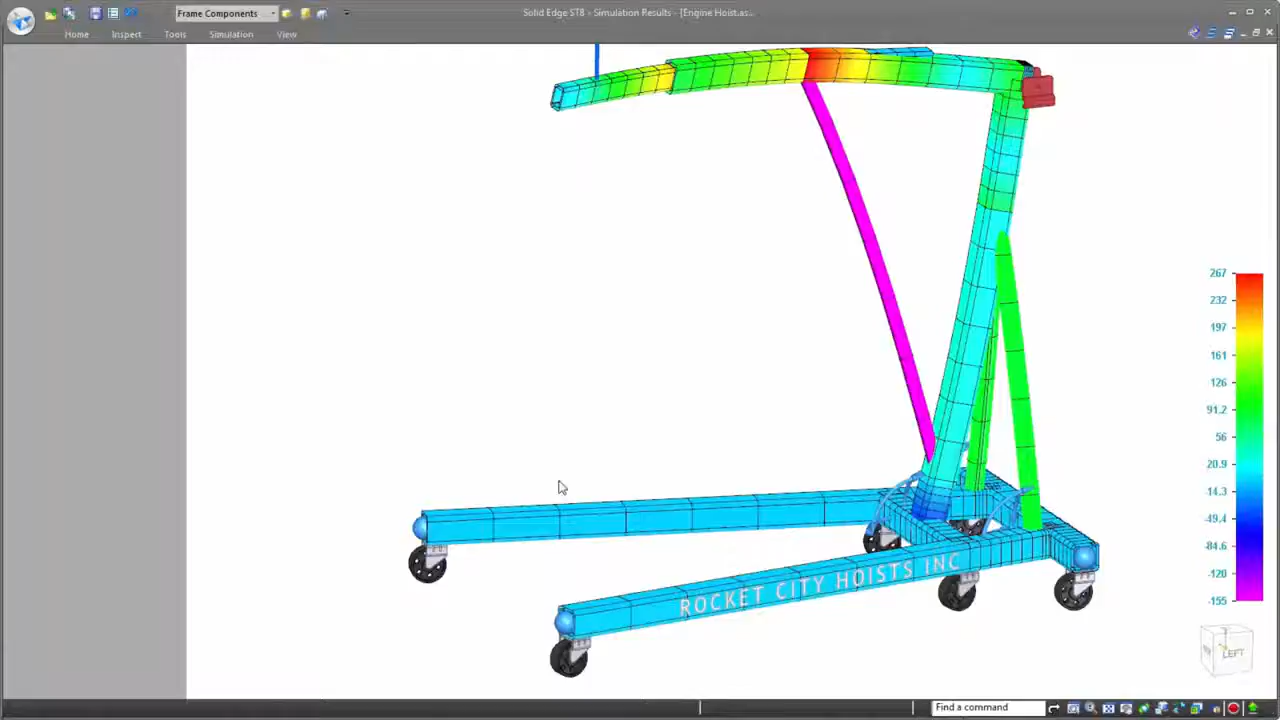 Frame Components
Solid Edge ST8 - Simulation Results - [Engine Hoist.as...
Home Inspect Tools Simulation View
267
232
197
161
126
91.2
56
20.9
-14.3
-49.4
-84.6
-120
-155
ROCKET CITY HOISTS INC
LEFT
Find a command